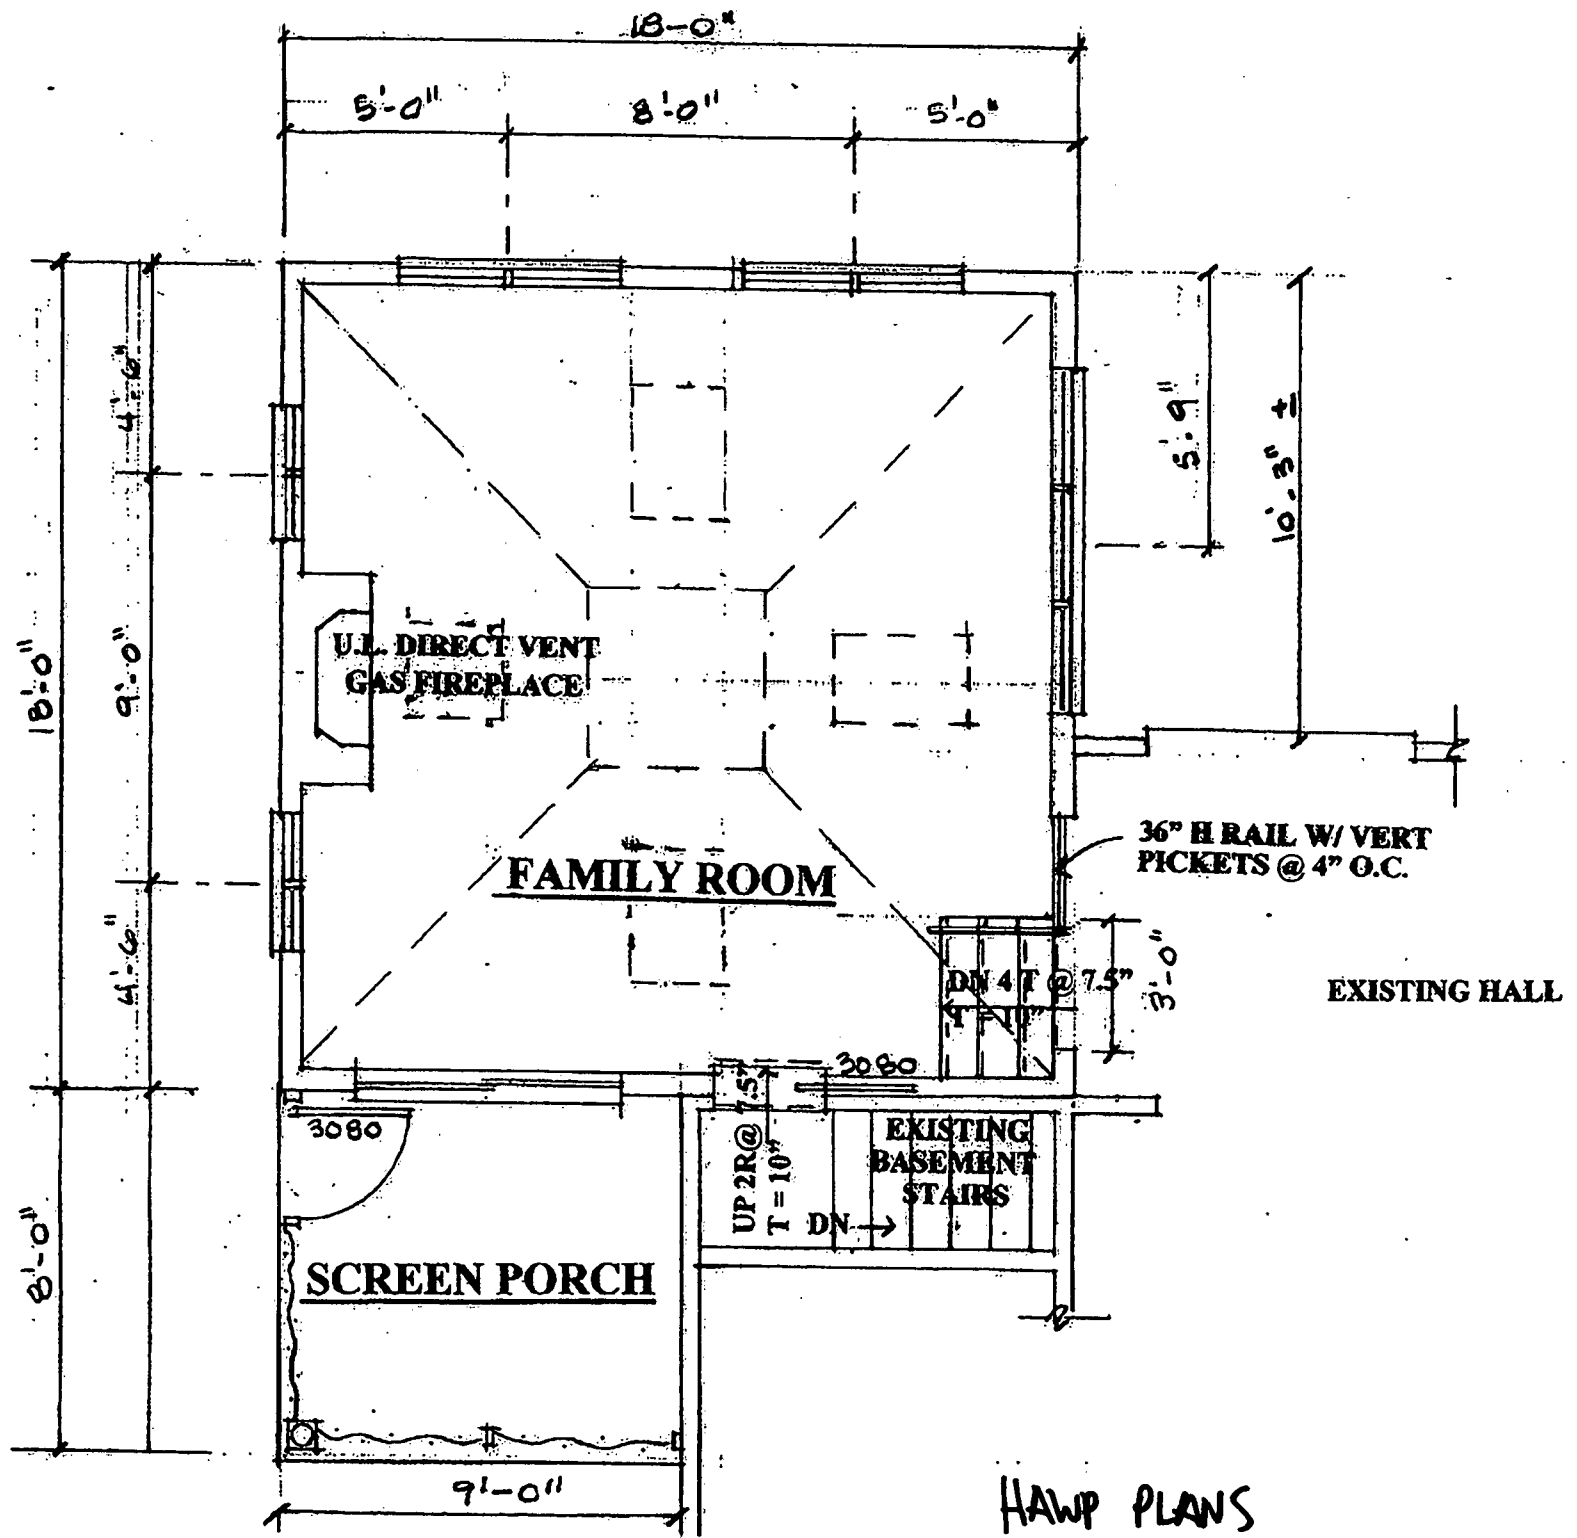 18-0"
5'-0" 8'-0" 5'-0"
4'-6"
5'-9"
10'-3" ±
18'-0"
9'-0"
U.L. DIRECT VENT
GAS FIREPLACE
36" H RAIL W/ VERT
PICKETS @ 4" O.C.
FAMILY ROOM
4'-6"
3'-0"
DN 4 T @ 7.5"
T = 10"
EXISTING HALL
3080
3080
UP 2R@ 7.5"
T = 10"
EXISTING
BASEMENT
STAIRS
DN
8'-0"
SCREEN PORCH
9'-0"
HAWP PLANS